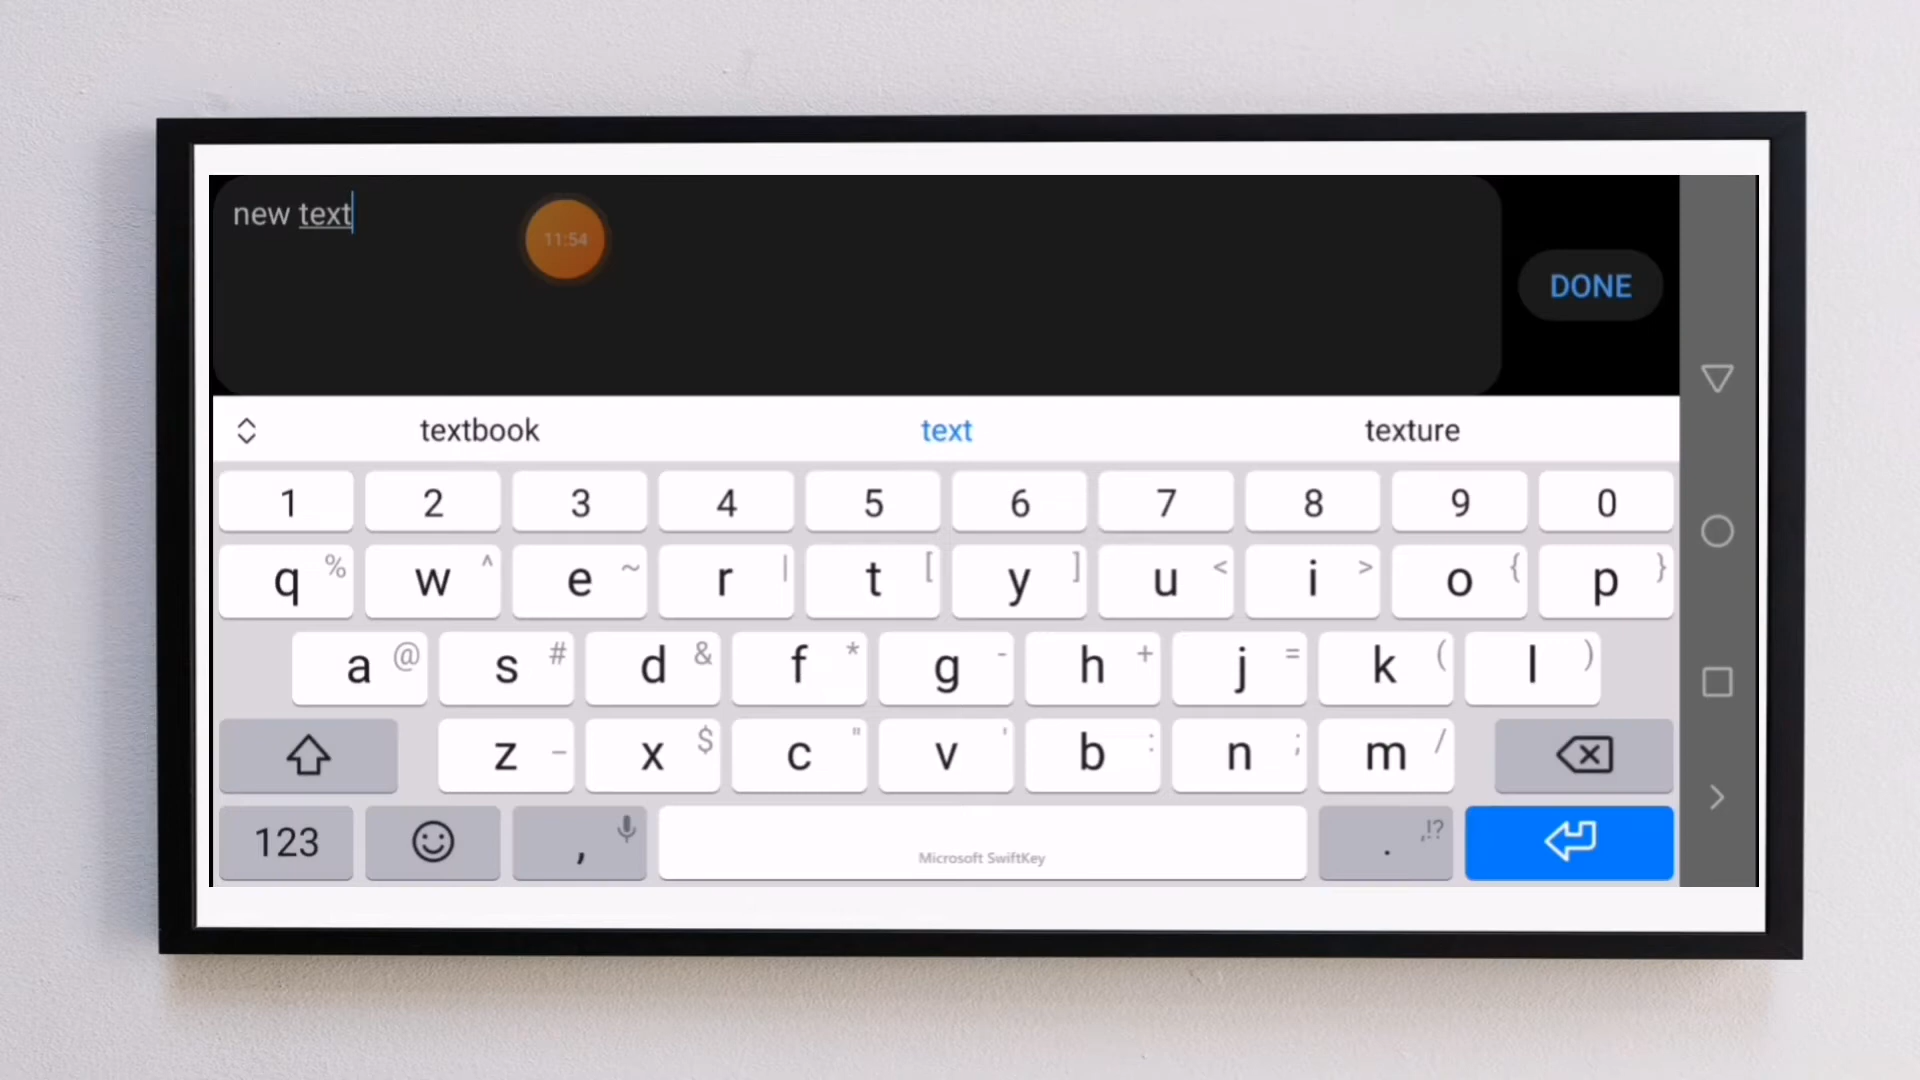 new text
11:54
DONE
textbook text texture
1 2 3 4 5 6 7 8 9 0
q % w ^ e ~ r | t [ y ] u < i > o { p }
a @ s # d & f * g - h + j = k ( l )
z _ x $ c " v ' b : n ; m /
123 , Microsoft SwiftKey . ,!?